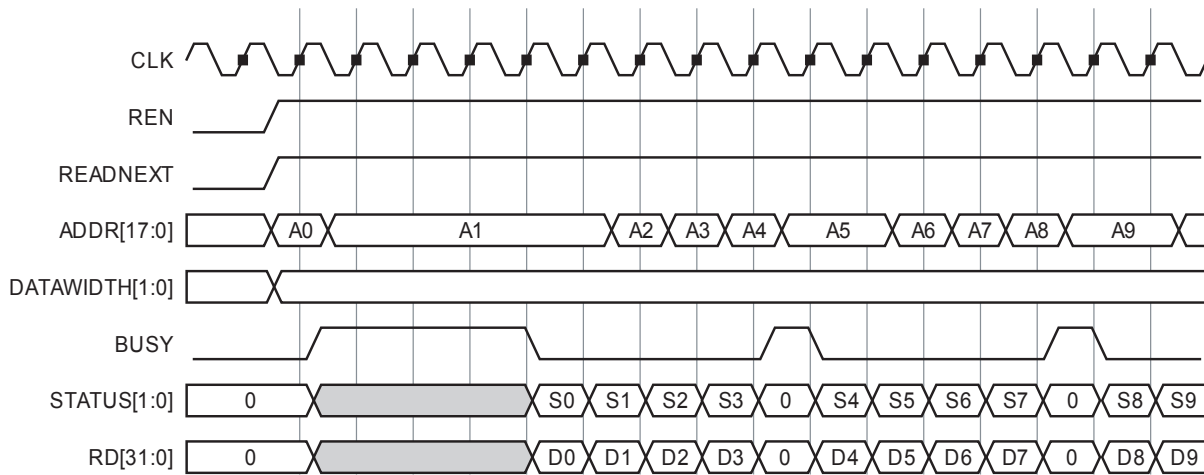 CLK
REN
READNEXT
ADDR[17:0] A0 A1 A2 A3 A4 A5 A6 A7 A8 A9
DATAWIDTH[1:0]
BUSY
STATUS[1:0] 0 S0 S1 S2 S3 0 S4 S5 S6 S7 0 S8 S9
RD[31:0] 0 D0 D1 D2 D3 0 D4 D5 D6 D7 0 D8 D9